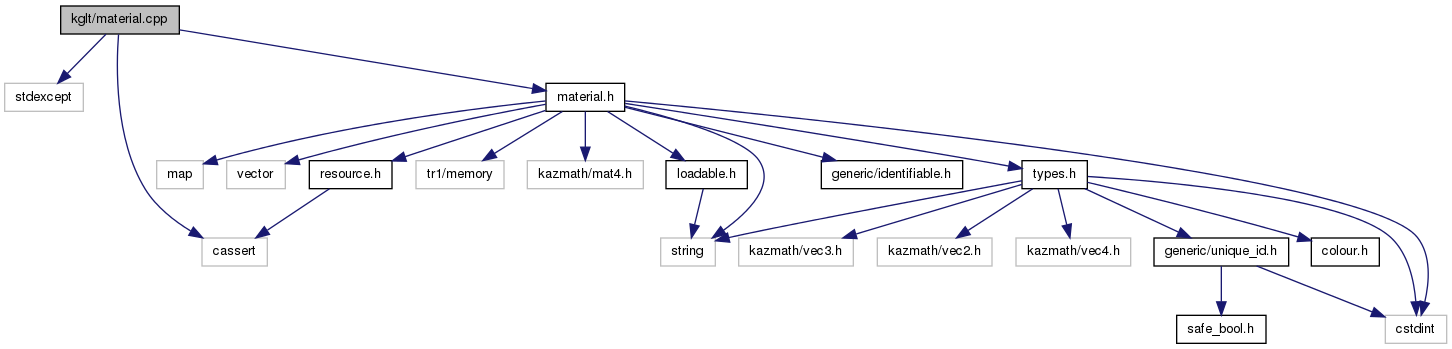 kglt/material.cpp
stdexcept
material.h
map
vector
resource.h
tr1/memory
kazmath/mat4.h
loadable.h
generic/identifiable.h
types.h
cassert
string
kazmath/vec3.h
kazmath/vec2.h
kazmath/vec4.h
generic/unique_id.h
colour.h
safe_bool.h
cstdint